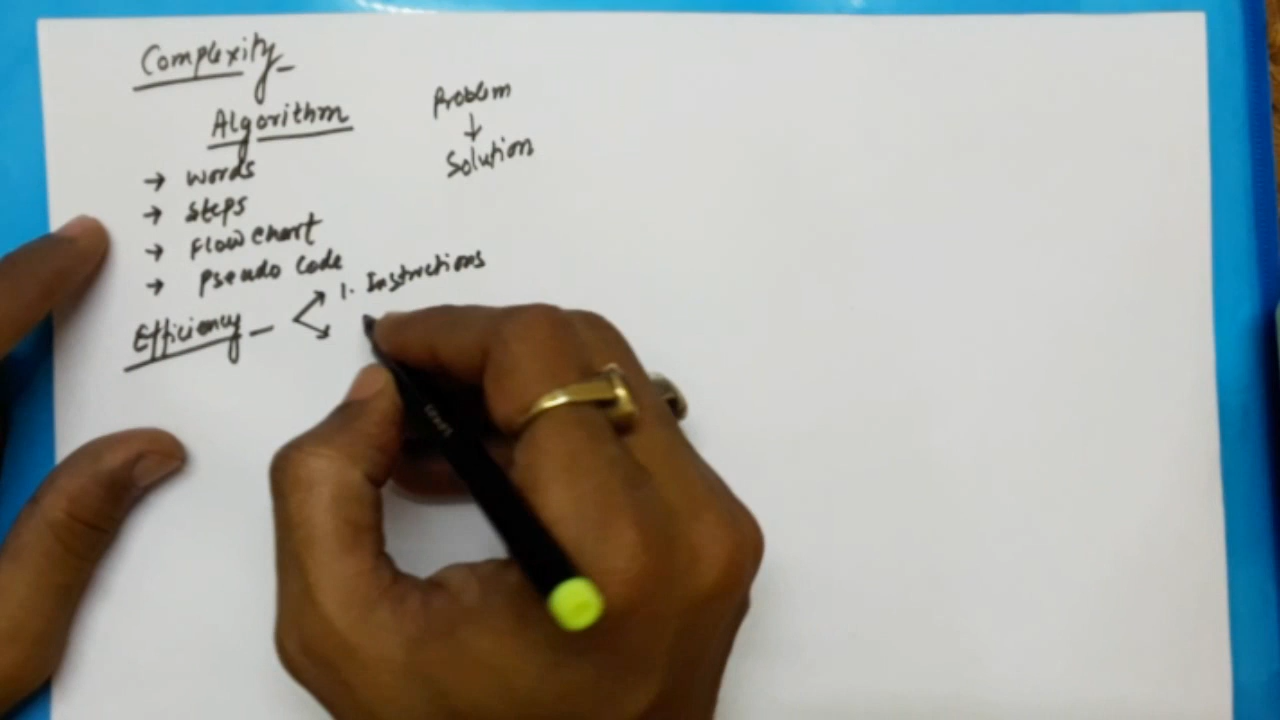 Complexity -
Algorithm
→ words
→ steps
→ Flow chart
→ Pseudo Code
Efficiency -
1. Instructions
Problem
↓
Solution